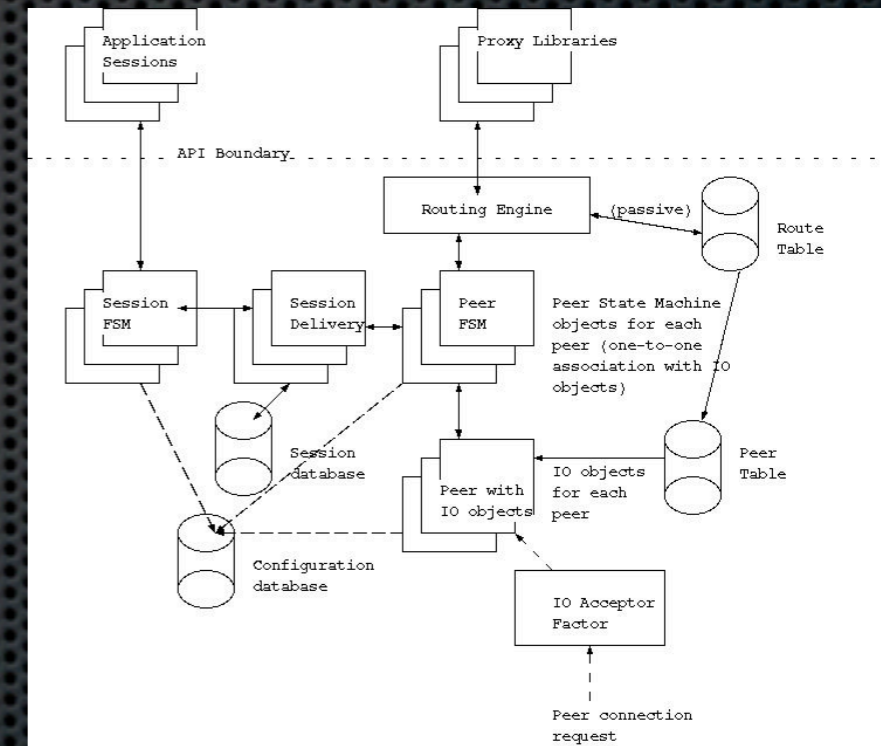 Application
Sessions
Proxy Libraries
API Boundary
Routing Engine
(passive)
Route
Table
Session
FSM
Session
Delivery
Peer
FSM
Peer State Machine
objects for each
peer (one-to-one
association with IO
objects)
Session
database
Peer with
IO objects
IO objects
for each
peer
Peer
Table
Configuration
database
IO Acceptor
Factor
Peer connection
request